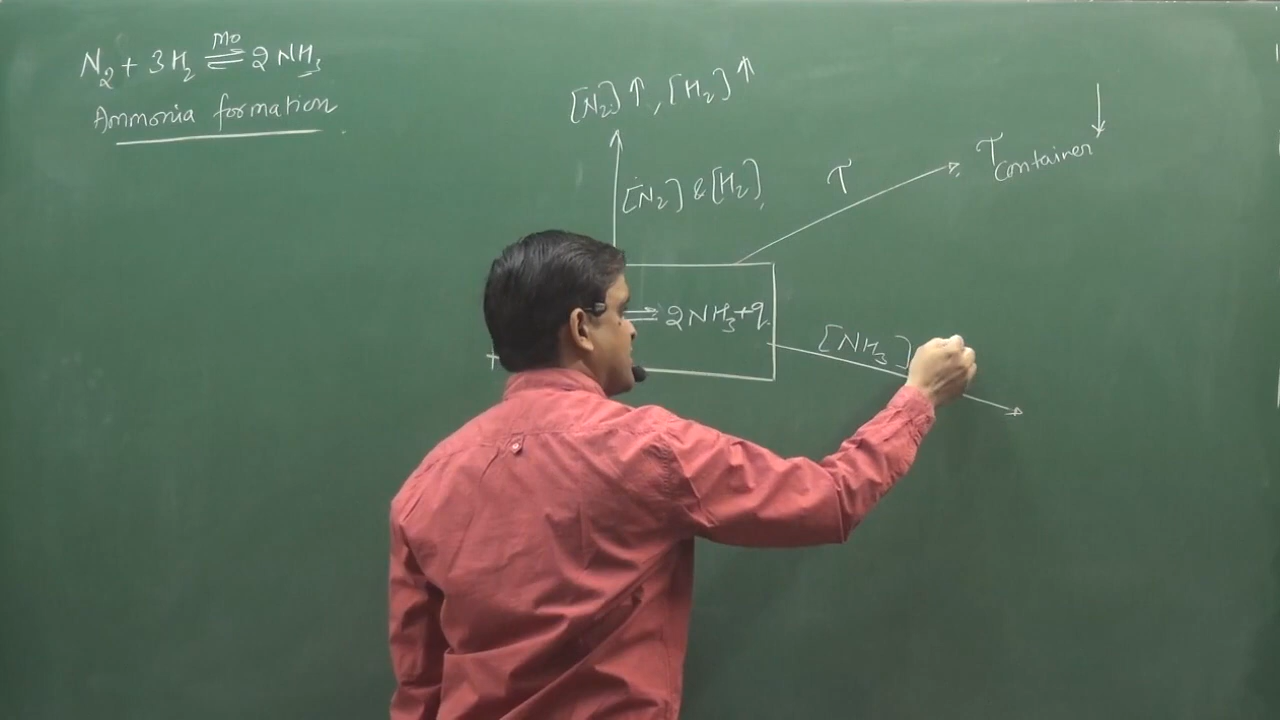 N₂ + 3H₂ ⇌ 2NH₃
Mo
Ammonia formation
[N₂]↑, [H₂]↑
[N₂] & [H₂]
T
T Container ↓
⇌ 2NH₃+q
[NH₃]
+